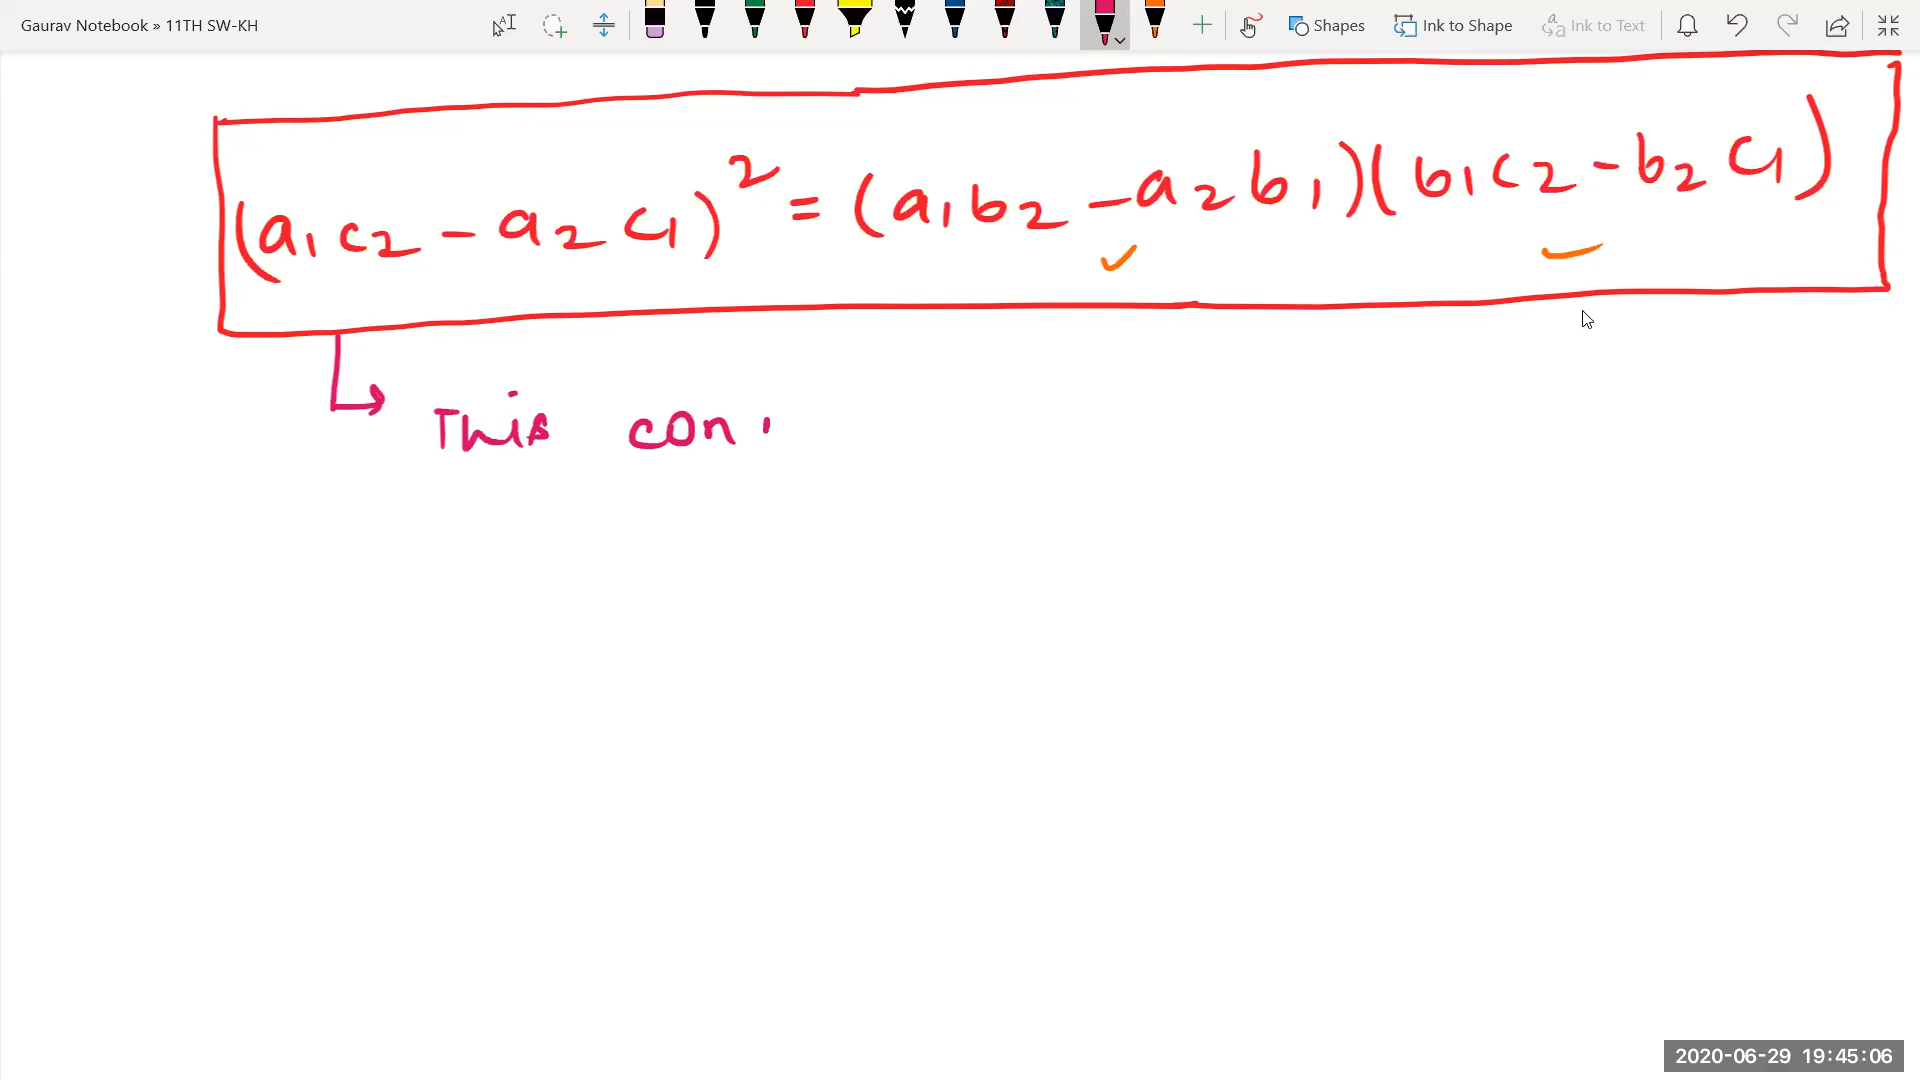 Gaurav Notebook » 11TH SW-KH
Shapes
Ink to Shape
Ink to Text
(a₁c₂ - a₂c₁)² = (a₁b₂ - a₂b₁)(b₁c₂ - b₂c₁)
This con
2020-06-29 19:45:06